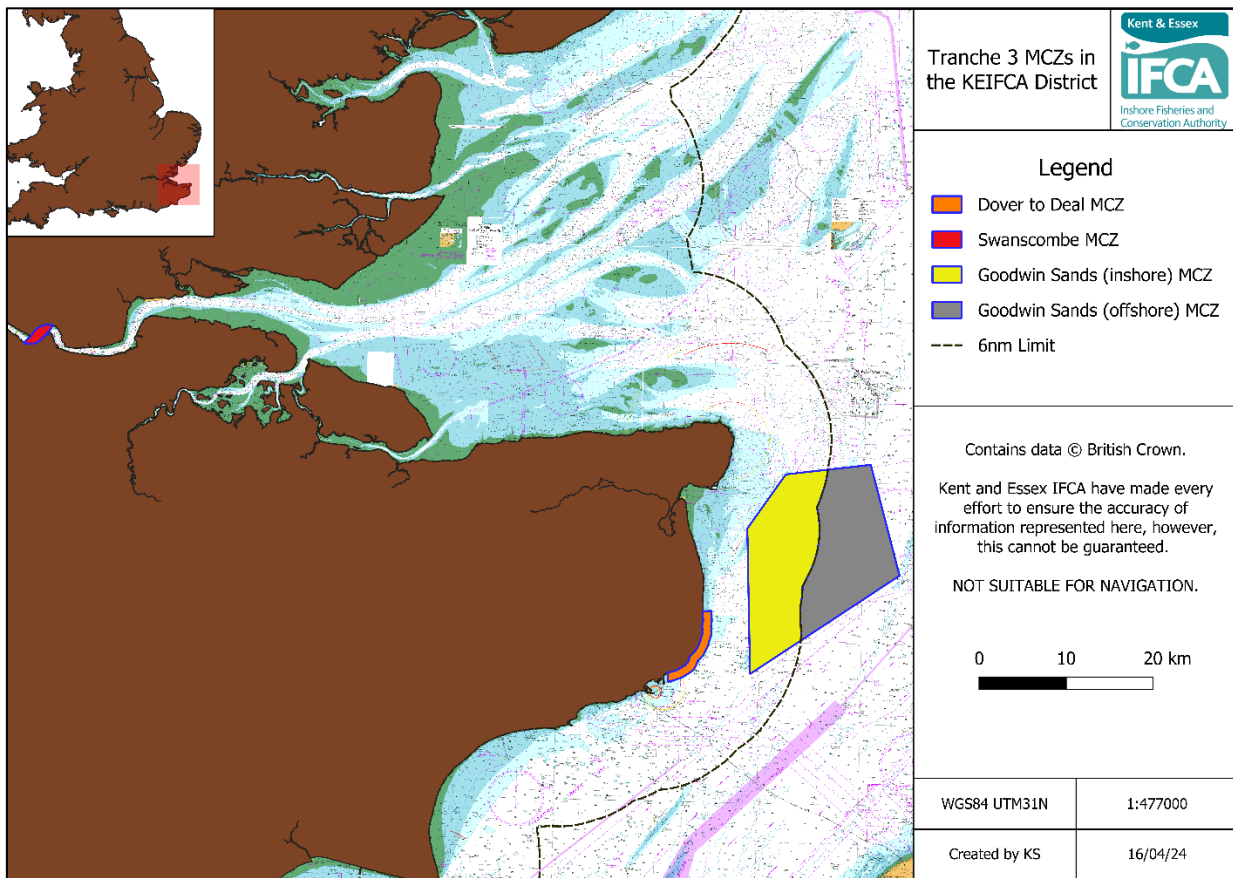 Tranche 3 MCZs in
the KEIFCA District
Kent & Essex
IFCA
Inshore Fisheries and
Conservation Authority
Legend
Dover to Deal MCZ
Swanscombe MCZ
Goodwin Sands (inshore) MCZ
Goodwin Sands (offshore) MCZ
6nm Limit
Contains data © British Crown.
Kent and Essex IFCA have made every
effort to ensure the accuracy of
information represented here, however,
this cannot be guaranteed.
NOT SUITABLE FOR NAVIGATION.
0 10 20 km
WGS84 UTM31N
1:477000
Created by KS
16/04/24